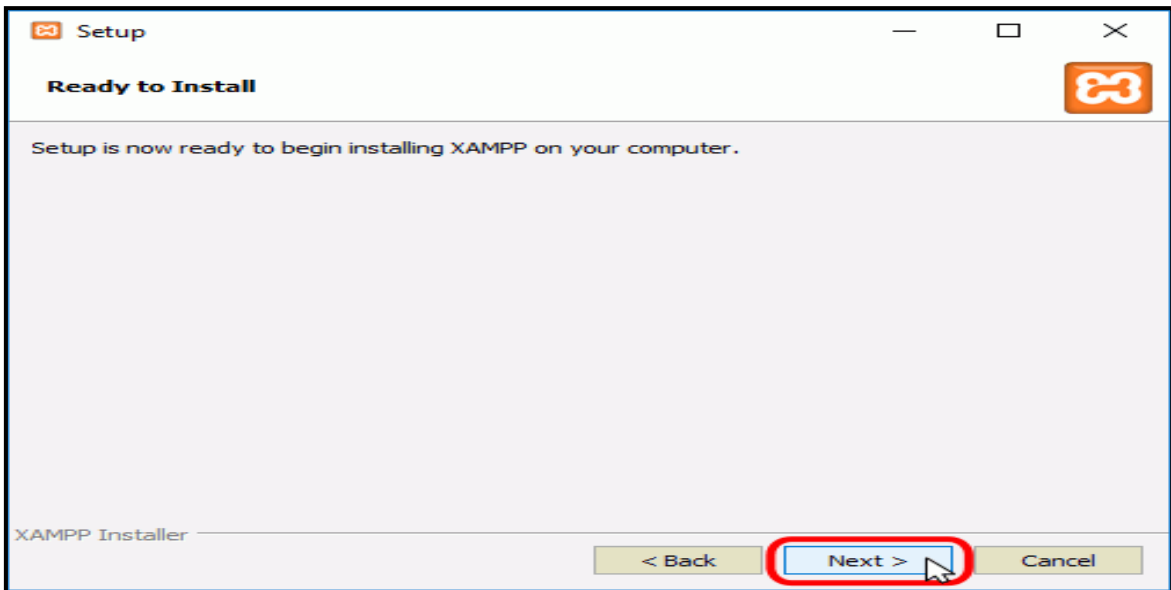 Setup
Ready to Install
Setup is now ready to begin installing XAMPP on your computer.
XAMPP Installer
< Back Next > Cancel